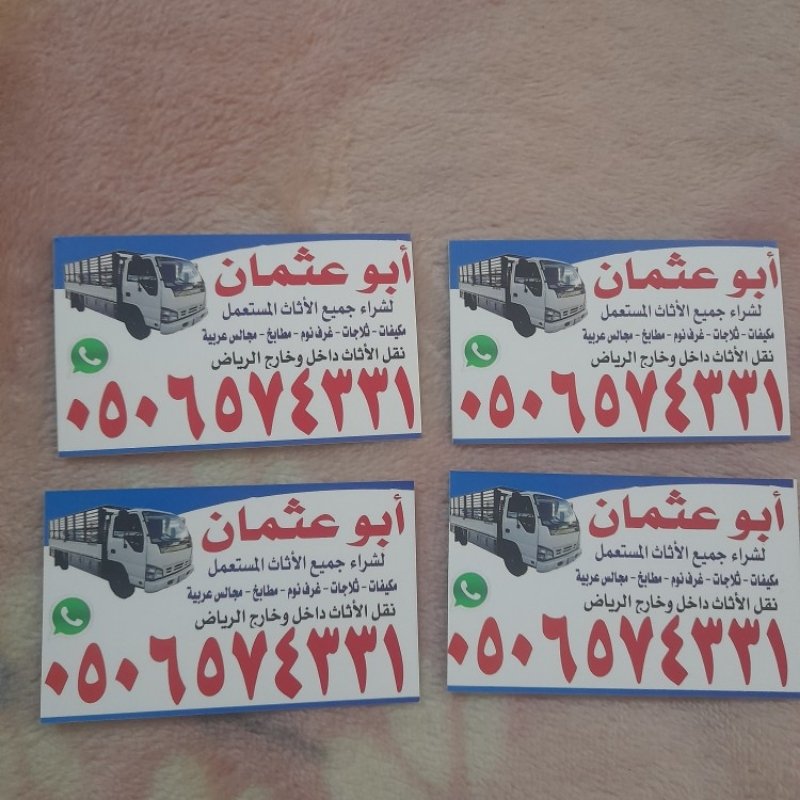 أبو عثمان
لشراء جميع الأثاث المستعمل
مكيفات - ثلاجات - غرف نوم - مطابخ - مجالس عربية
نقل الأثاث داخل وخارج الرياض
٠٥٠٦٥٧٤٣٣١
أبو عثمان
لشراء جميع الأثاث المستعمل
مكيفات - ثلاجات - غرف نوم - مطابخ - مجالس عربية
نقل الأثاث داخل وخارج الرياض
٠٥٠٦٥٧٤٣٣١
أبو عثمان
لشراء جميع الأثاث المستعمل
مكيفات - ثلاجات - غرف نوم - مطابخ - مجالس عربية
نقل الأثاث داخل وخارج الرياض
٠٥٠٦٥٧٤٣٣١
أبو عثمان
لشراء جميع الأثاث المستعمل
مكيفات - ثلاجات - غرف نوم - مطابخ - مجالس عربية
نقل الأثاث داخل وخارج الرياض
٠٥٠٦٥٧٤٣٣١